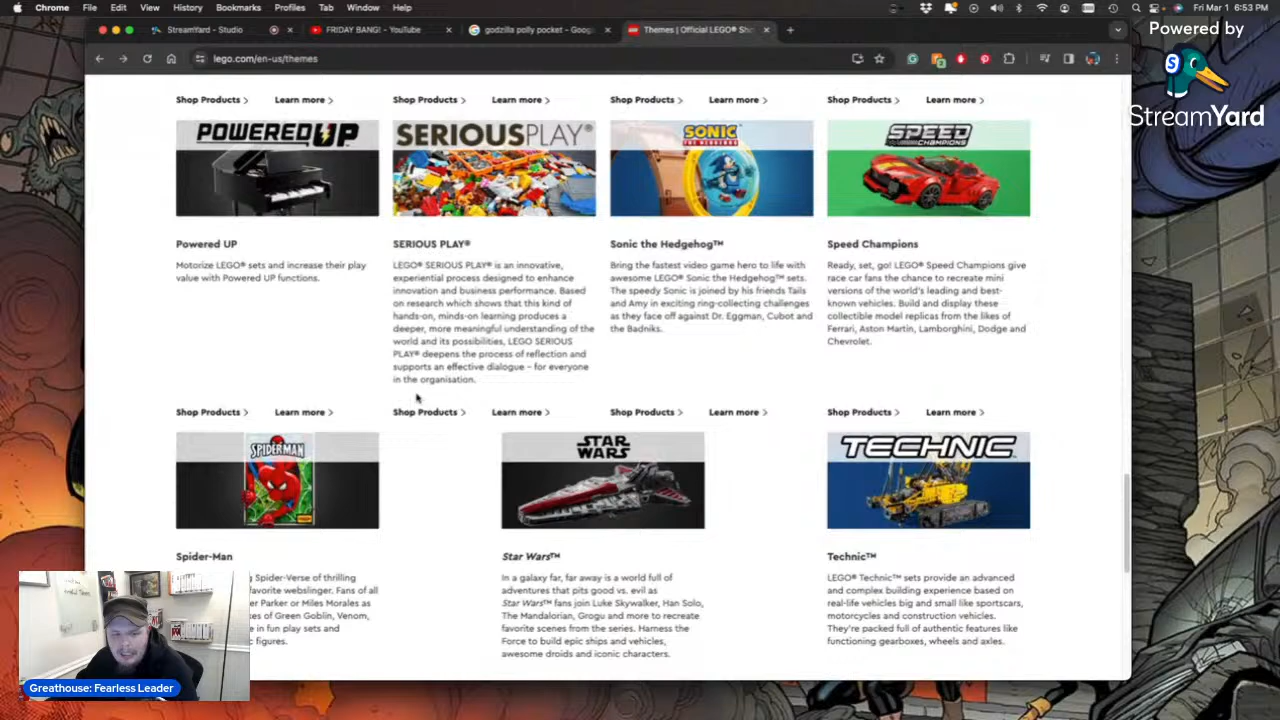 Chrome File Edit View History Bookmarks Profiles Tab Window Help
Fri Mar 1 6:53 PM
Powered by
StreamYard
StreamYard - Studio
FRIDAY BANG! - YouTube
godzilla polly pocket - Goog
Themes | Official LEGO® Sho
lego.com/en-us/themes
Shop Products > Learn more > Shop Products > Learn more > Shop Products > Learn more > Shop Products > Learn more >
POWERED UP
SERIOUSPLAY®
SONIC
THE HEDGEHOG
SPEED
CHAMPIONS
Powered UP
Motorize LEGO® sets and increase their play
value with Powered UP functions.
SERIOUS PLAY®
LEGO® SERIOUS PLAY® is an innovative,
experiential process designed to enhance
innovation and business performance. Based
on research which shows that this kind of
hands-on, minds-on learning produces a
deeper, more meaningful understanding of the
world and its possibilities, LEGO SERIOUS
PLAY® deepens the process of reflection and
supports an effective dialogue – for everyone
in the organisation.
Sonic the Hedgehog™
Bring the fastest video game hero to life with
awesome LEGO® Sonic the Hedgehog™ sets.
The speedy Sonic is joined by his friends Tails
and Amy in exciting ring-collecting challenges
as they face off against Dr. Eggman, Cubot and
the Badniks.
Speed Champions
Ready, set, go! LEGO® Speed Champions give
race car fans the chance to recreate mini
versions of the world's leading and best-
known vehicles. Build and display these
collectible model replicas from the likes of
Ferrari, Aston Martin, Lamborghini, Dodge and
Chevrolet.
Shop Products > Learn more > Shop Products > Learn more > Shop Products > Learn more > Shop Products > Learn more >
SPIDERMAN
STAR
WARS
TECHNIC
Spider-Man
Spider-Verse of thrilling
favorite webslinger. Fans of all
er Parker or Miles Morales as
kes of Green Goblin, Venom,
e in fun play sets and
c figures.
Star Wars™
In a galaxy far, far away is a world full of
adventures that pits good vs. evil as
Star Wars™ fans join Luke Skywalker, Han Solo,
The Mandalorian, Grogu and more to recreate
favorite scenes from the series. Harness the
Force to build epic ships and vehicles,
awesome droids and iconic characters.
Technic™
LEGO® Technic™ sets provide an advanced
and complex building experience based on
real-life vehicles big and small like sportscars,
motorcycles and construction vehicles.
They're packed full of authentic features like
functioning gearboxes, wheels and axles.
Greathouse: Fearless Leader